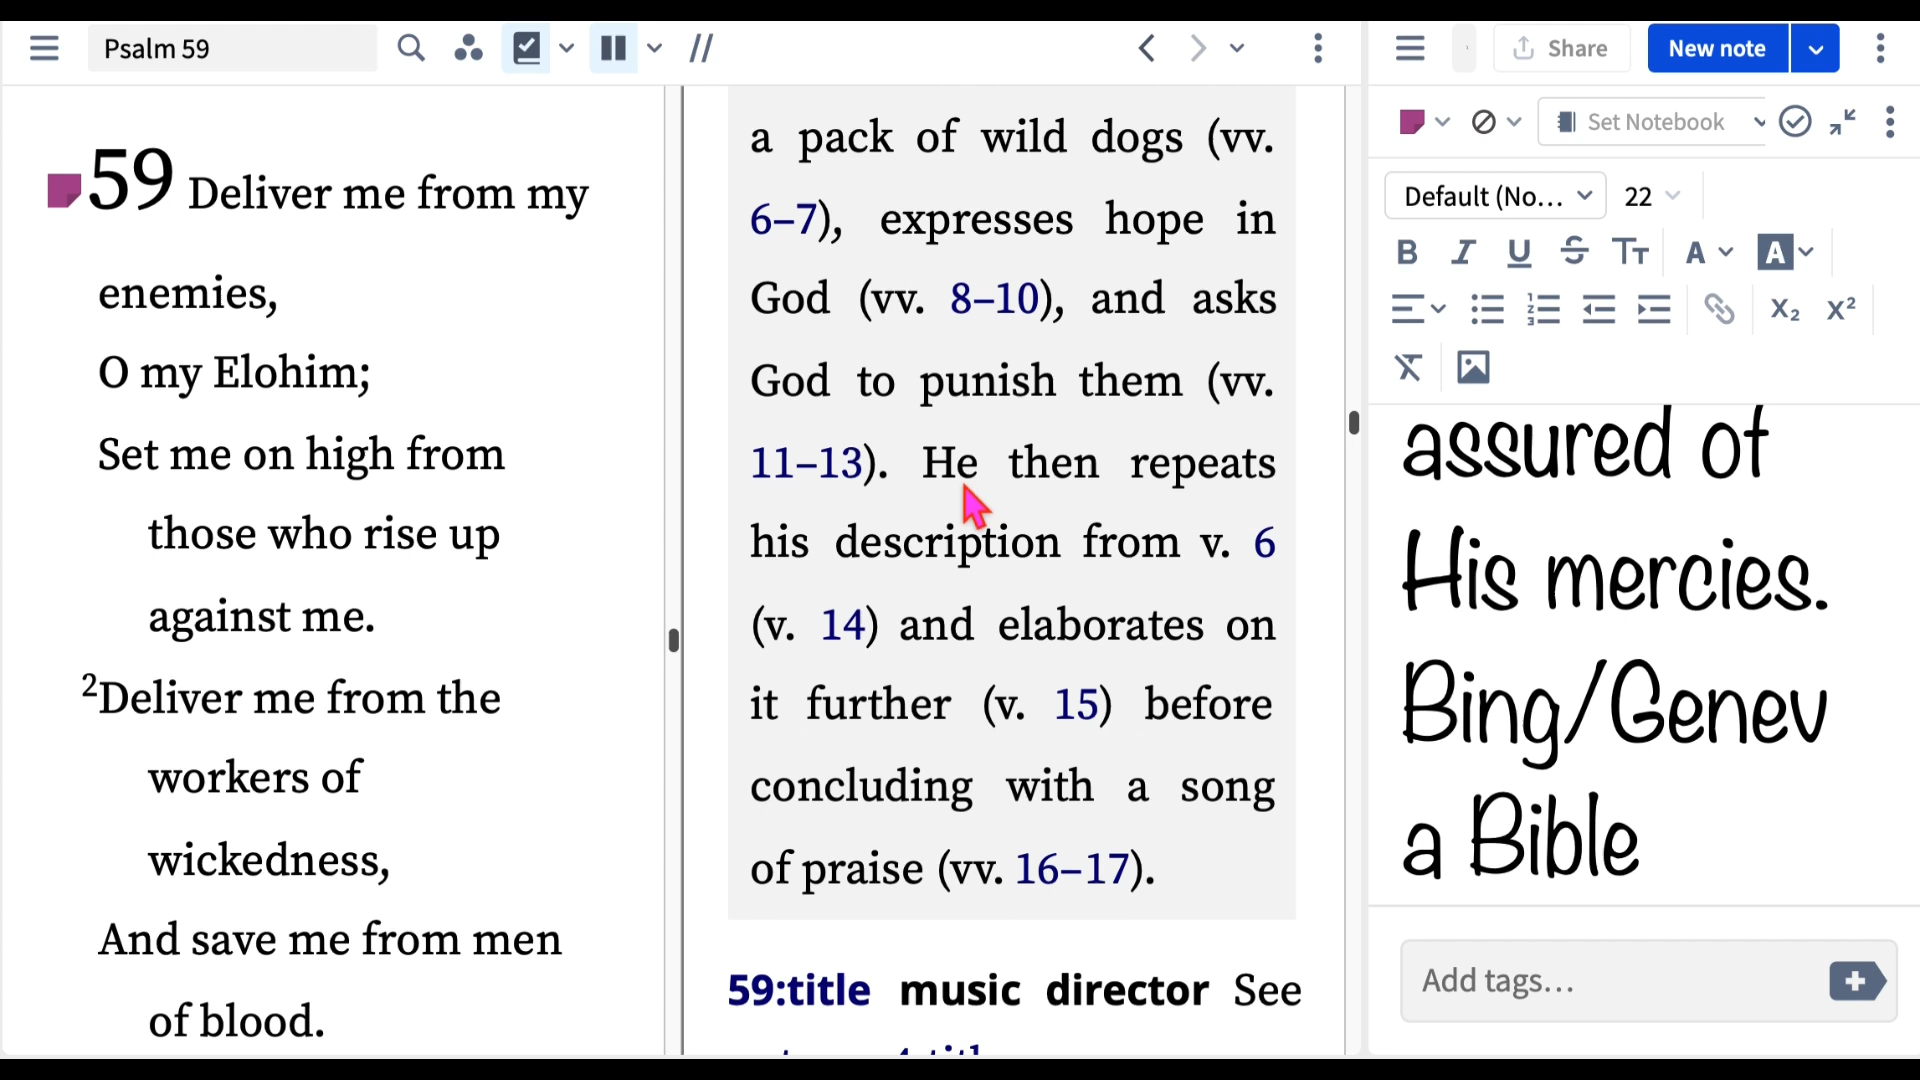 Psalm 59
59 Deliver me from my
enemies,
O my Elohim;
Set me on high from
those who rise up
against me.
2Deliver me from the
workers of
wickedness,
And save me from men
of blood.
a pack of wild dogs (vv.
6–7), expresses hope in
God (vv. 8–10), and asks
God to punish them (vv.
11–13). He then repeats
his description from v. 6
(v. 14) and elaborates on
it further (v. 15) before
concluding with a song
of praise (vv. 16–17).
59:title music director See
Share
New note
Set Notebook
Default (No...
22
assured of
His mercies.
Bing/Genev
a Bible
Add tags...